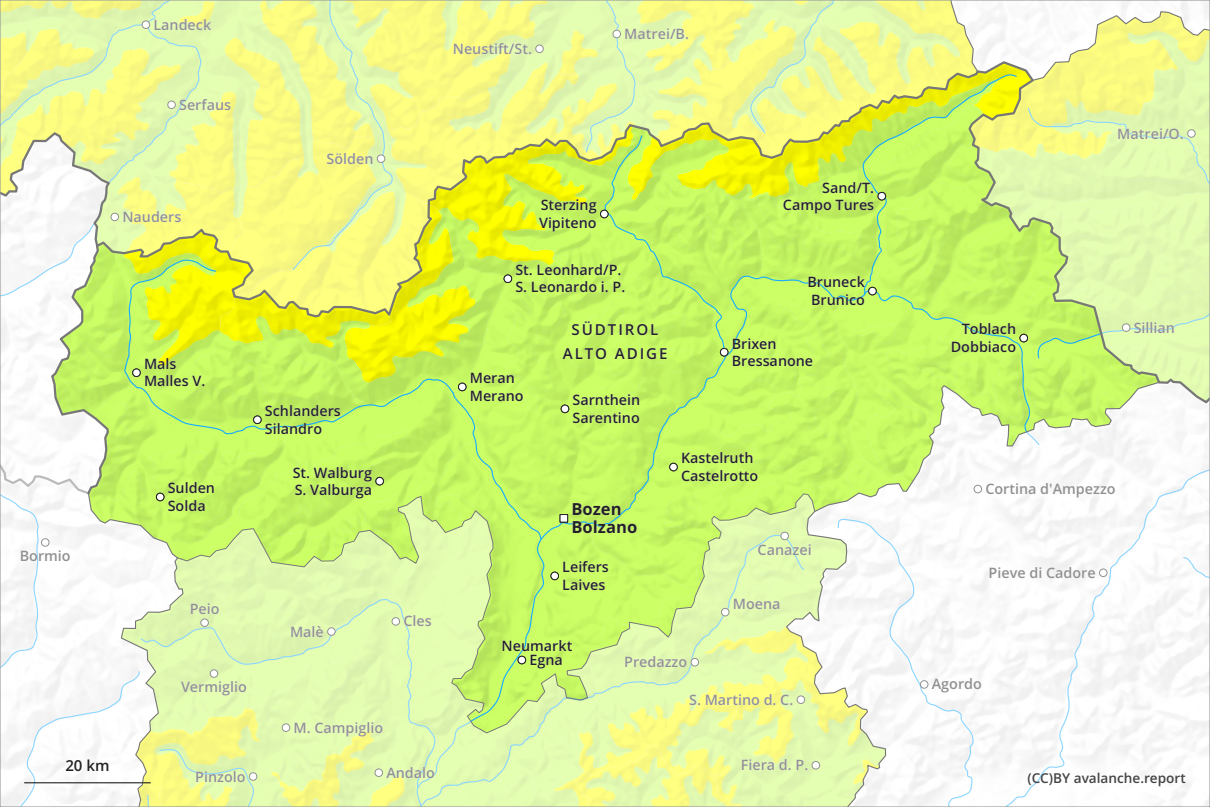 Landeck
Matrei/B.
Neustift/St.
Serfaus
Matrei/O.
Sölden
Sand/T.
Campo Tures
Nauders
Sterzing
Vipiteno
St. Leonhard/P.
S. Leonardo i. P.
Bruneck
Brunico
SÜDTIROL
ALTO ADIGE
Toblach
Dobbiaco
Sillian
Brixen
Bressanone
Mals
Malles V.
Meran
Merano
Schlanders
Silandro
Sarnthein
Sarentino
Kastelruth
Castelrotto
St. Walburg
S. Valburga
Sulden
Solda
Cortina d'Ampezzo
Bozen
Bolzano
Bormio
Canazei
Leifers
Laives
Pieve di Cadore
Peio
Moena
Malè
Cles
Neumarkt
Egna
Predazzo
Vermiglio
Agordo
S. Martino d. C.
M. Campiglio
20 km
Pinzolo
Andalo
Fiera d. P.
(CC)BY avalanche.report